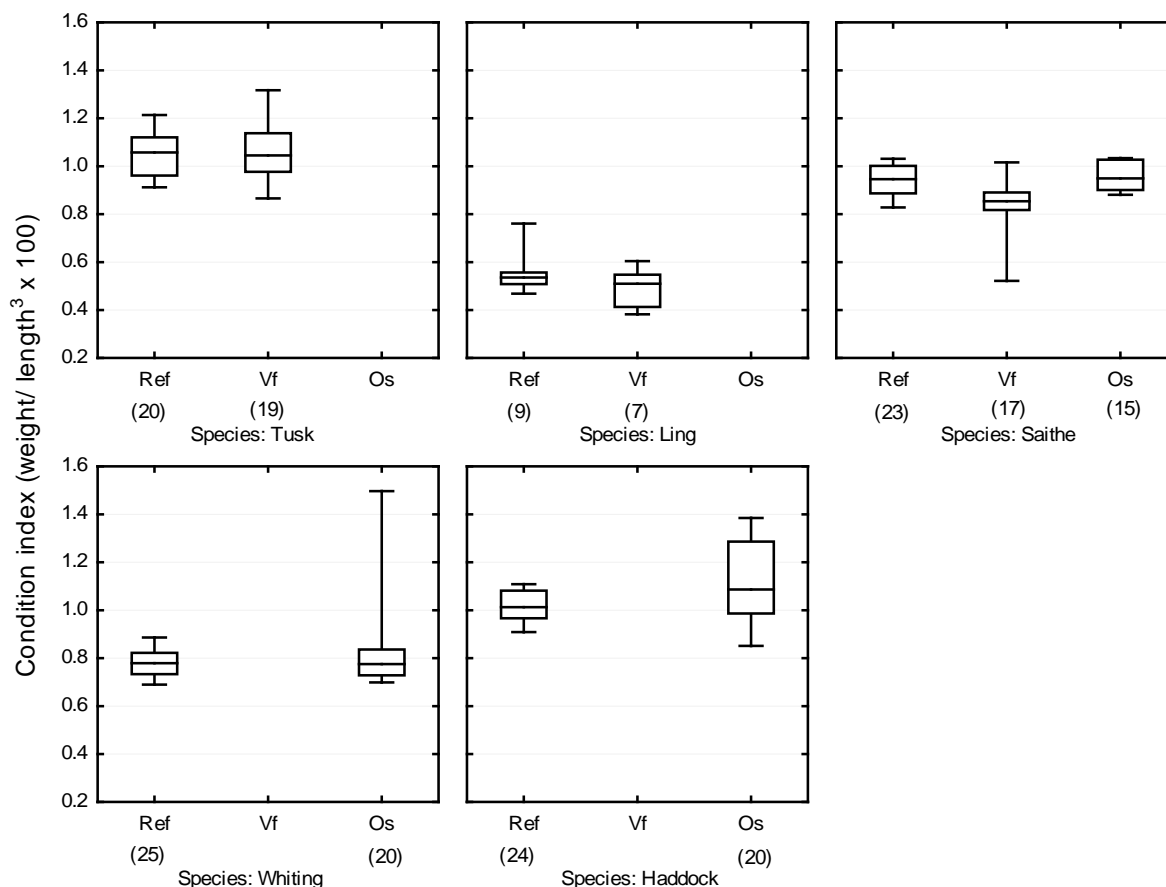 Condition index (weight/ length³ x 100)
1.6
1.4
1.2
1.0
0.8
0.6
0.4
0.2
Ref Vf Os
(20) (19)
Species: Tusk
Ref Vf Os
(9) (7)
Species: Ling
Ref Vf Os
(23) (17) (15)
Species: Saithe
1.6
1.4
1.2
1.0
0.8
0.6
0.4
0.2
Ref Vf Os
(25) (20)
Species: Whiting
Ref Vf Os
(24) (20)
Species: Haddock